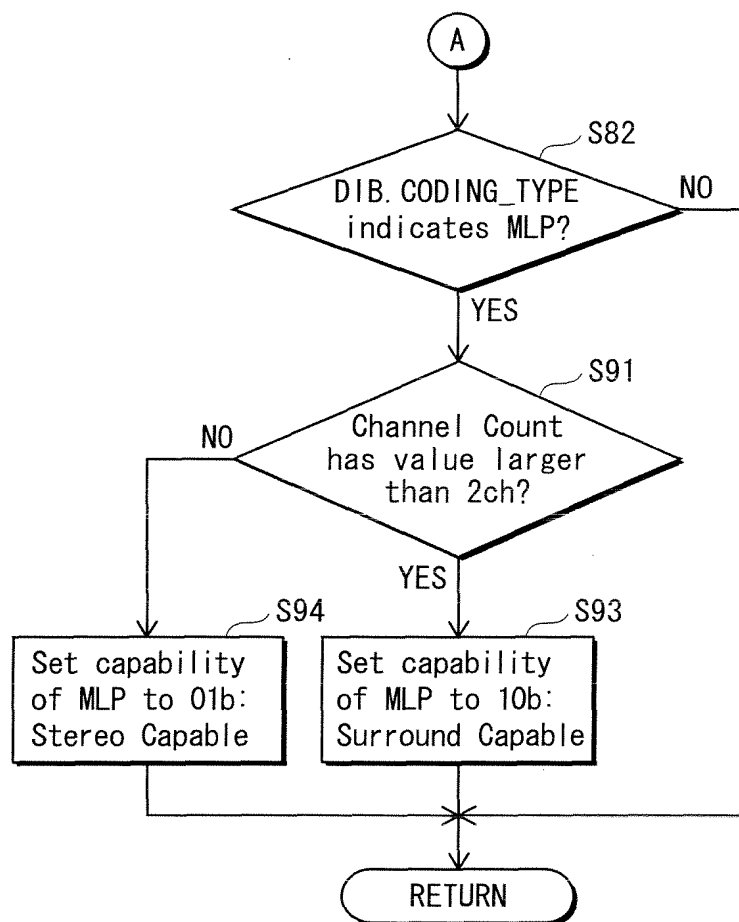 A
S82
DIB. CODING_TYPE
indicates MLP?
NO
YES
S91
Channel Count
has value larger
than 2ch?
NO
YES
S94
Set capability
of MLP to 01b:
Stereo Capable
S93
Set capability
of MLP to 10b:
Surround Capable
RETURN